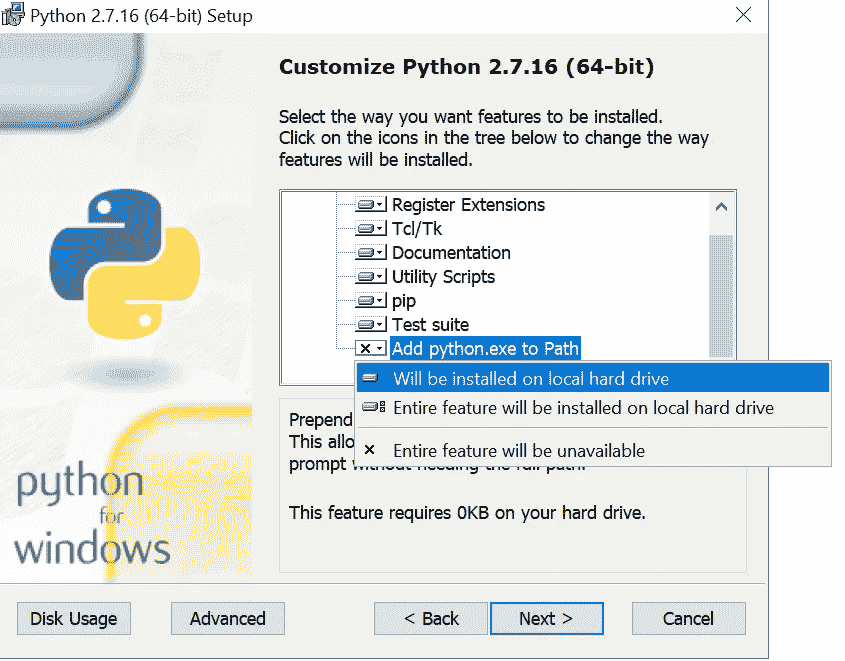 Python 2.7.16 (64-bit) Setup
Customize Python 2.7.16 (64-bit)
Select the way you want features to be installed.
Click on the icons in the tree below to change the way
features will be installed.
Register Extensions
Tcl/Tk
Documentation
Utility Scripts
pip
Test suite
Add python.exe to Path
Will be installed on local hard drive
Entire feature will be installed on local hard drive
Entire feature will be unavailable
Prepend
This allo
prompt without needing the full path.
This feature requires 0KB on your hard drive.
python
for
windows
Disk Usage
Advanced
< Back
Next >
Cancel